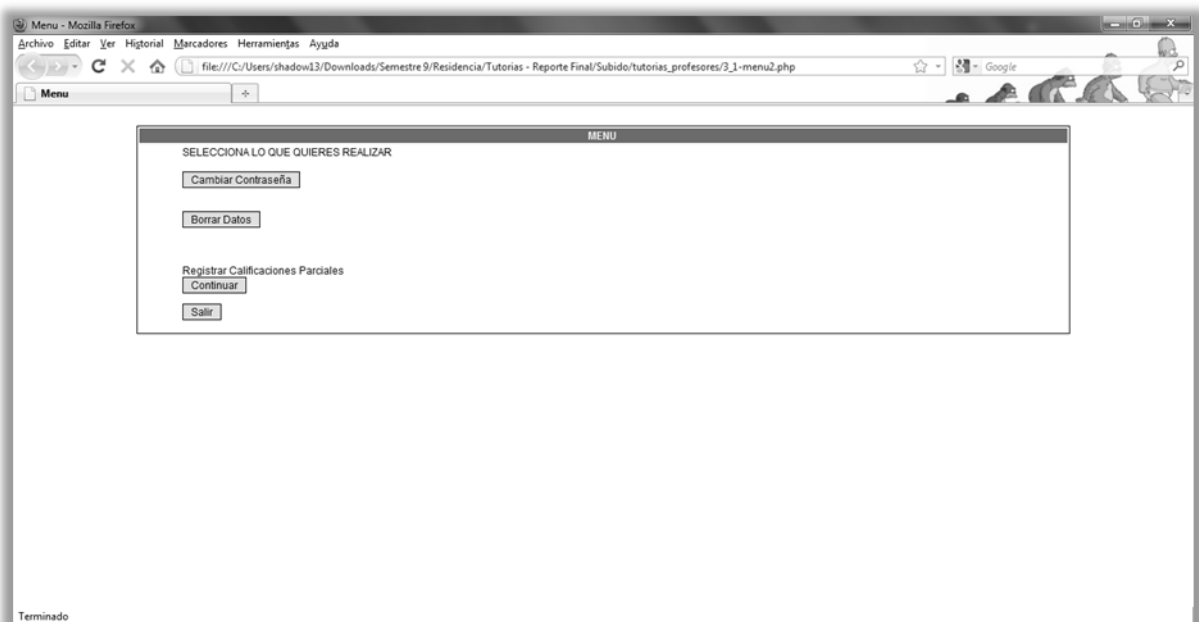 Menu - Mozilla Firefox
Archivo Editar Ver Historial Marcadores Herramientas Ayuda
file:///C:/Users/shadow13/Downloads/Semestre 9/Residencia/Tutorias - Reporte Final/Subido/tutorias_profesores/3_1-menu2.php Google
Menu
MENU
SELECCIONA LO QUE QUIERES REALIZAR
Cambiar Contraseña
Borrar Datos
Registrar Calificaciones Parciales
Continuar
Salir
Terminado